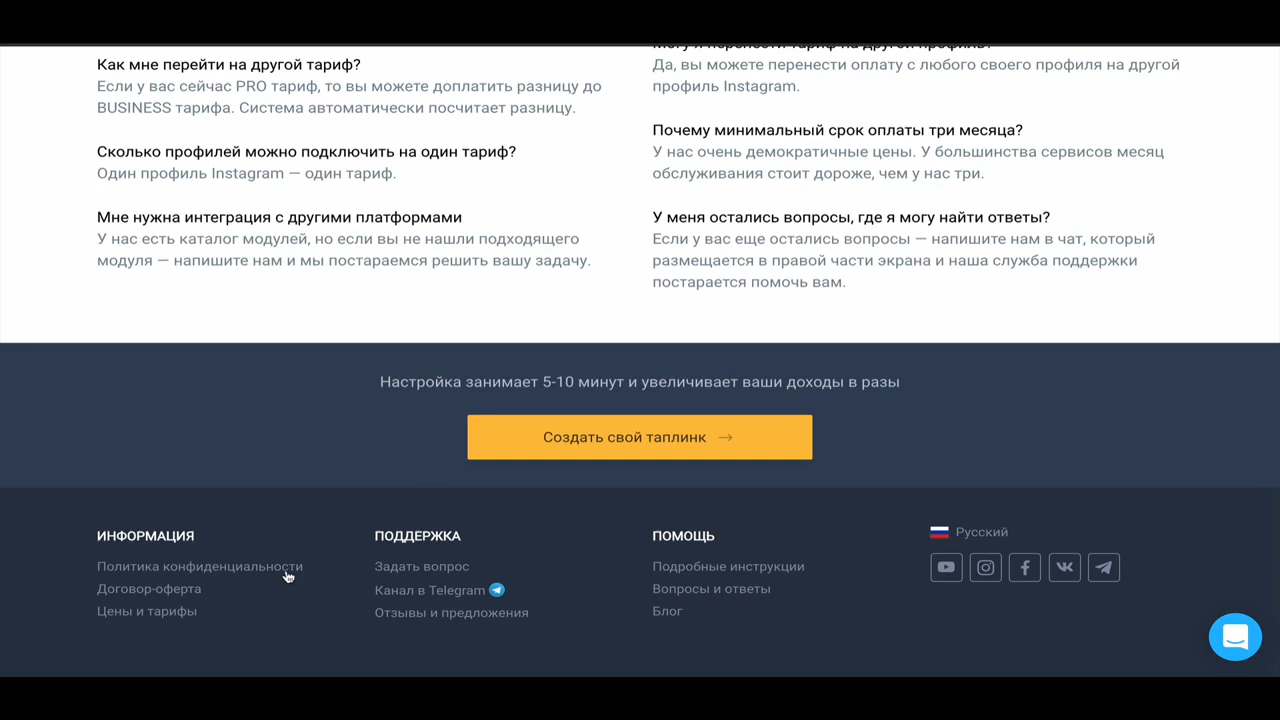 Как мне перейти на другой тариф?
Если у вас сейчас PRO тариф, то вы можете доплатить разницу до
BUSINESS тарифа. Система автоматически посчитает разницу.
Сколько профилей можно подключить на один тариф?
Один профиль Instagram — один тариф.
Мне нужна интеграция с другими платформами
У нас есть каталог модулей, но если вы не нашли подходящего
модуля — напишите нам и мы постараемся решить вашу задачу.
Могу я перенести тариф на другой профиль?
Да, вы можете перенести оплату с любого своего профиля на другой
профиль Instagram.
Почему минимальный срок оплаты три месяца?
У нас очень демократичные цены. У большинства сервисов месяц
обслуживания стоит дороже, чем у нас три.
У меня остались вопросы, где я могу найти ответы?
Если у вас еще остались вопросы — напишите нам в чат, который
размещается в правой части экрана и наша служба поддержки
постарается помочь вам.
Настройка занимает 5-10 минут и увеличивает ваши доходы в разы
Создать свой таплинк →
ИНФОРМАЦИЯ
Политика конфиденциальности
Договор-оферта
Цены и тарифы
ПОДДЕРЖКА
Задать вопрос
Канал в Telegram
Отзывы и предложения
ПОМОЩЬ
Подробные инструкции
Вопросы и ответы
Блог
Русский